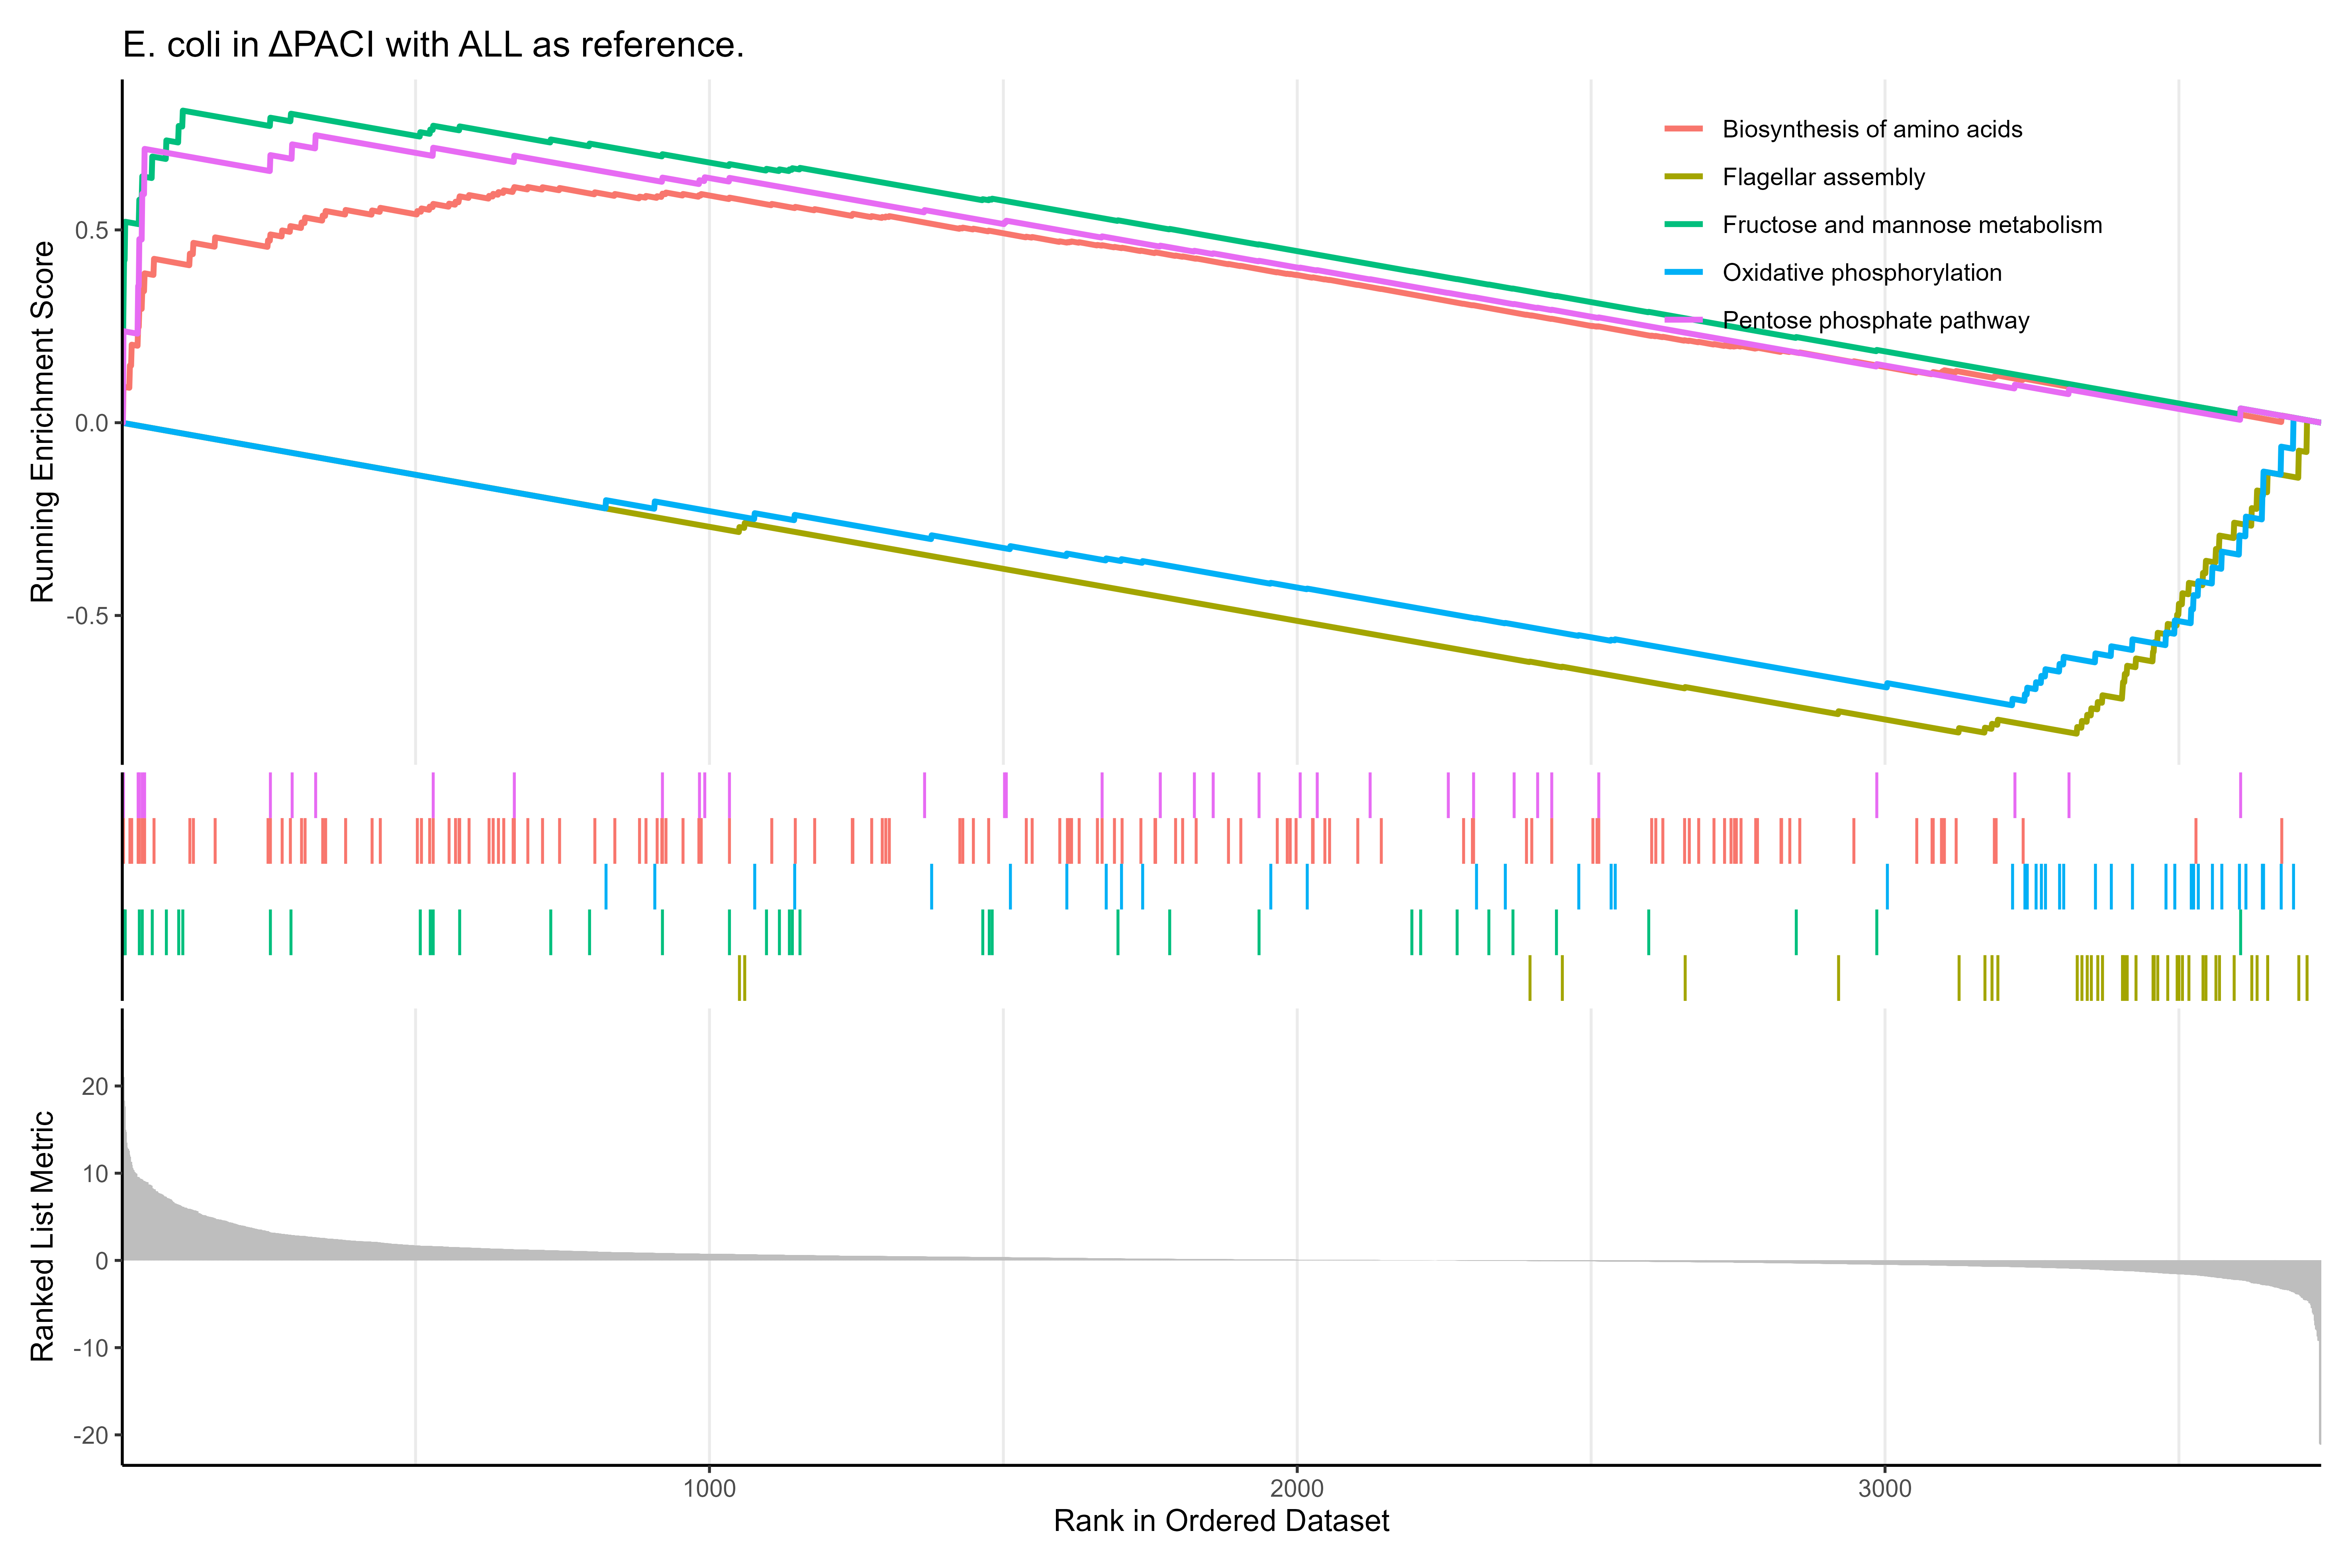 E. coli in ΔPACI with ALL as reference.
Running Enrichment Score
0.5
0.0
-0.5
Biosynthesis of amino acids
Flagellar assembly
Fructose and mannose metabolism
Oxidative phosphorylation
Pentose phosphate pathway
Ranked List Metric
20
10
0
-10
-20
1000
2000
3000
Rank in Ordered Dataset